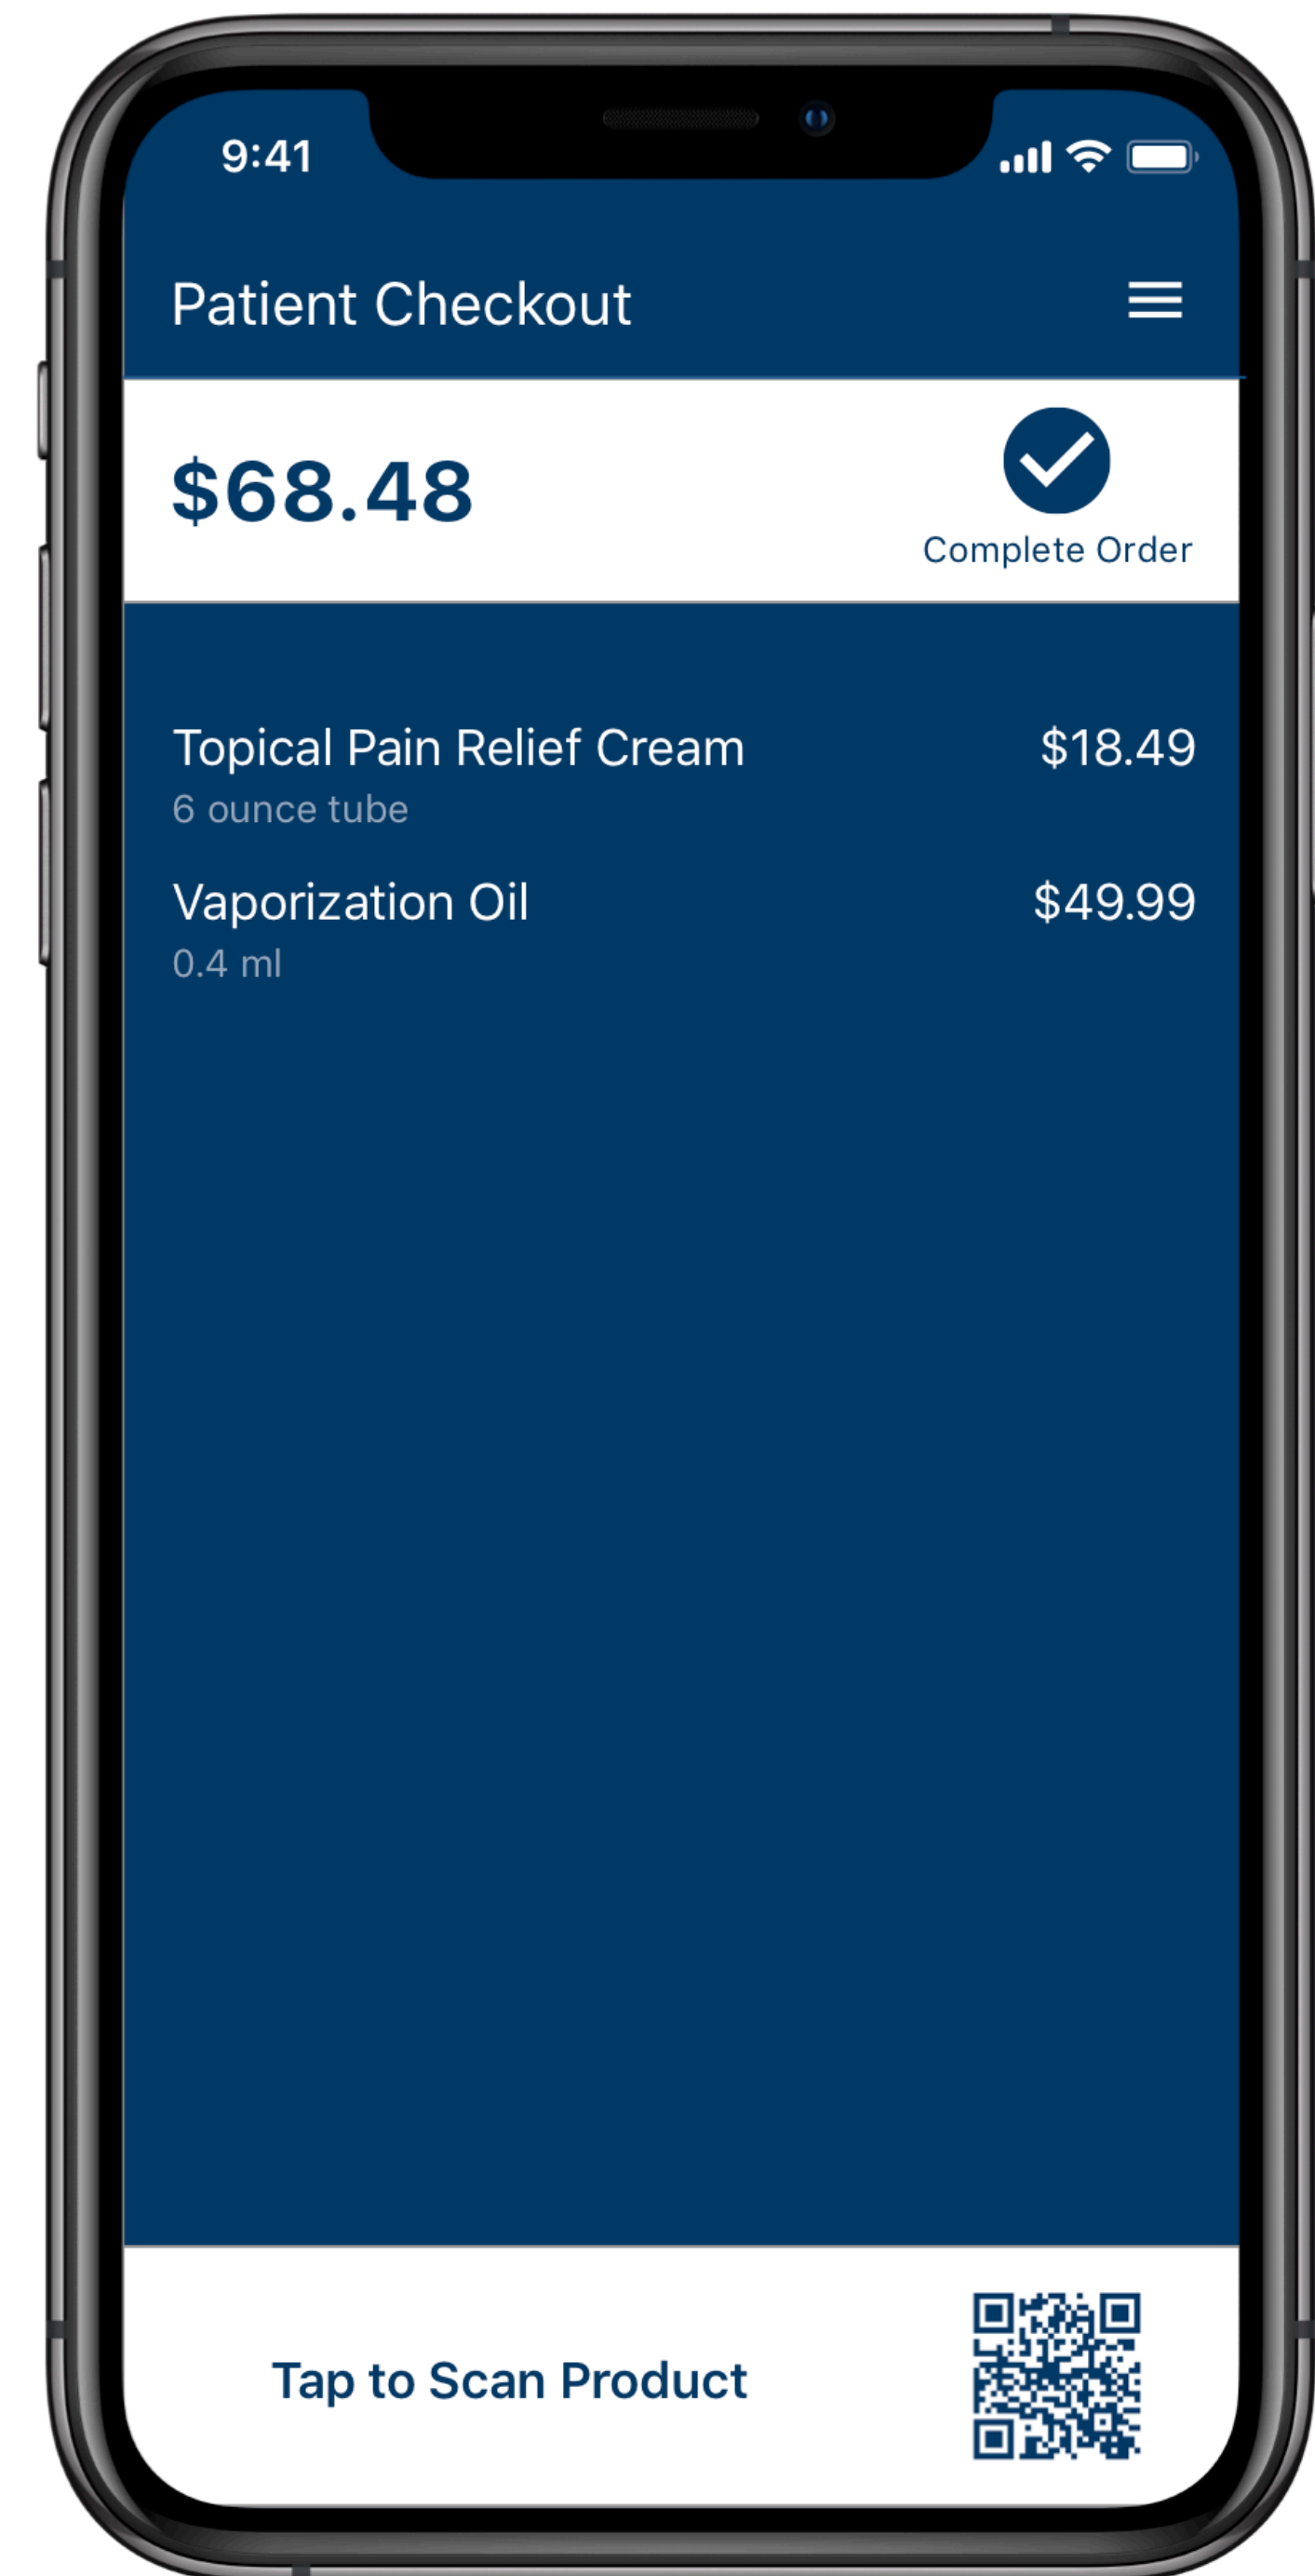 9:41
Patient Checkout
$68.48
Complete Order
Topical Pain Relief Cream $18.49
6 ounce tube
Vaporization Oil $49.99
0.4 ml
Tap to Scan Product